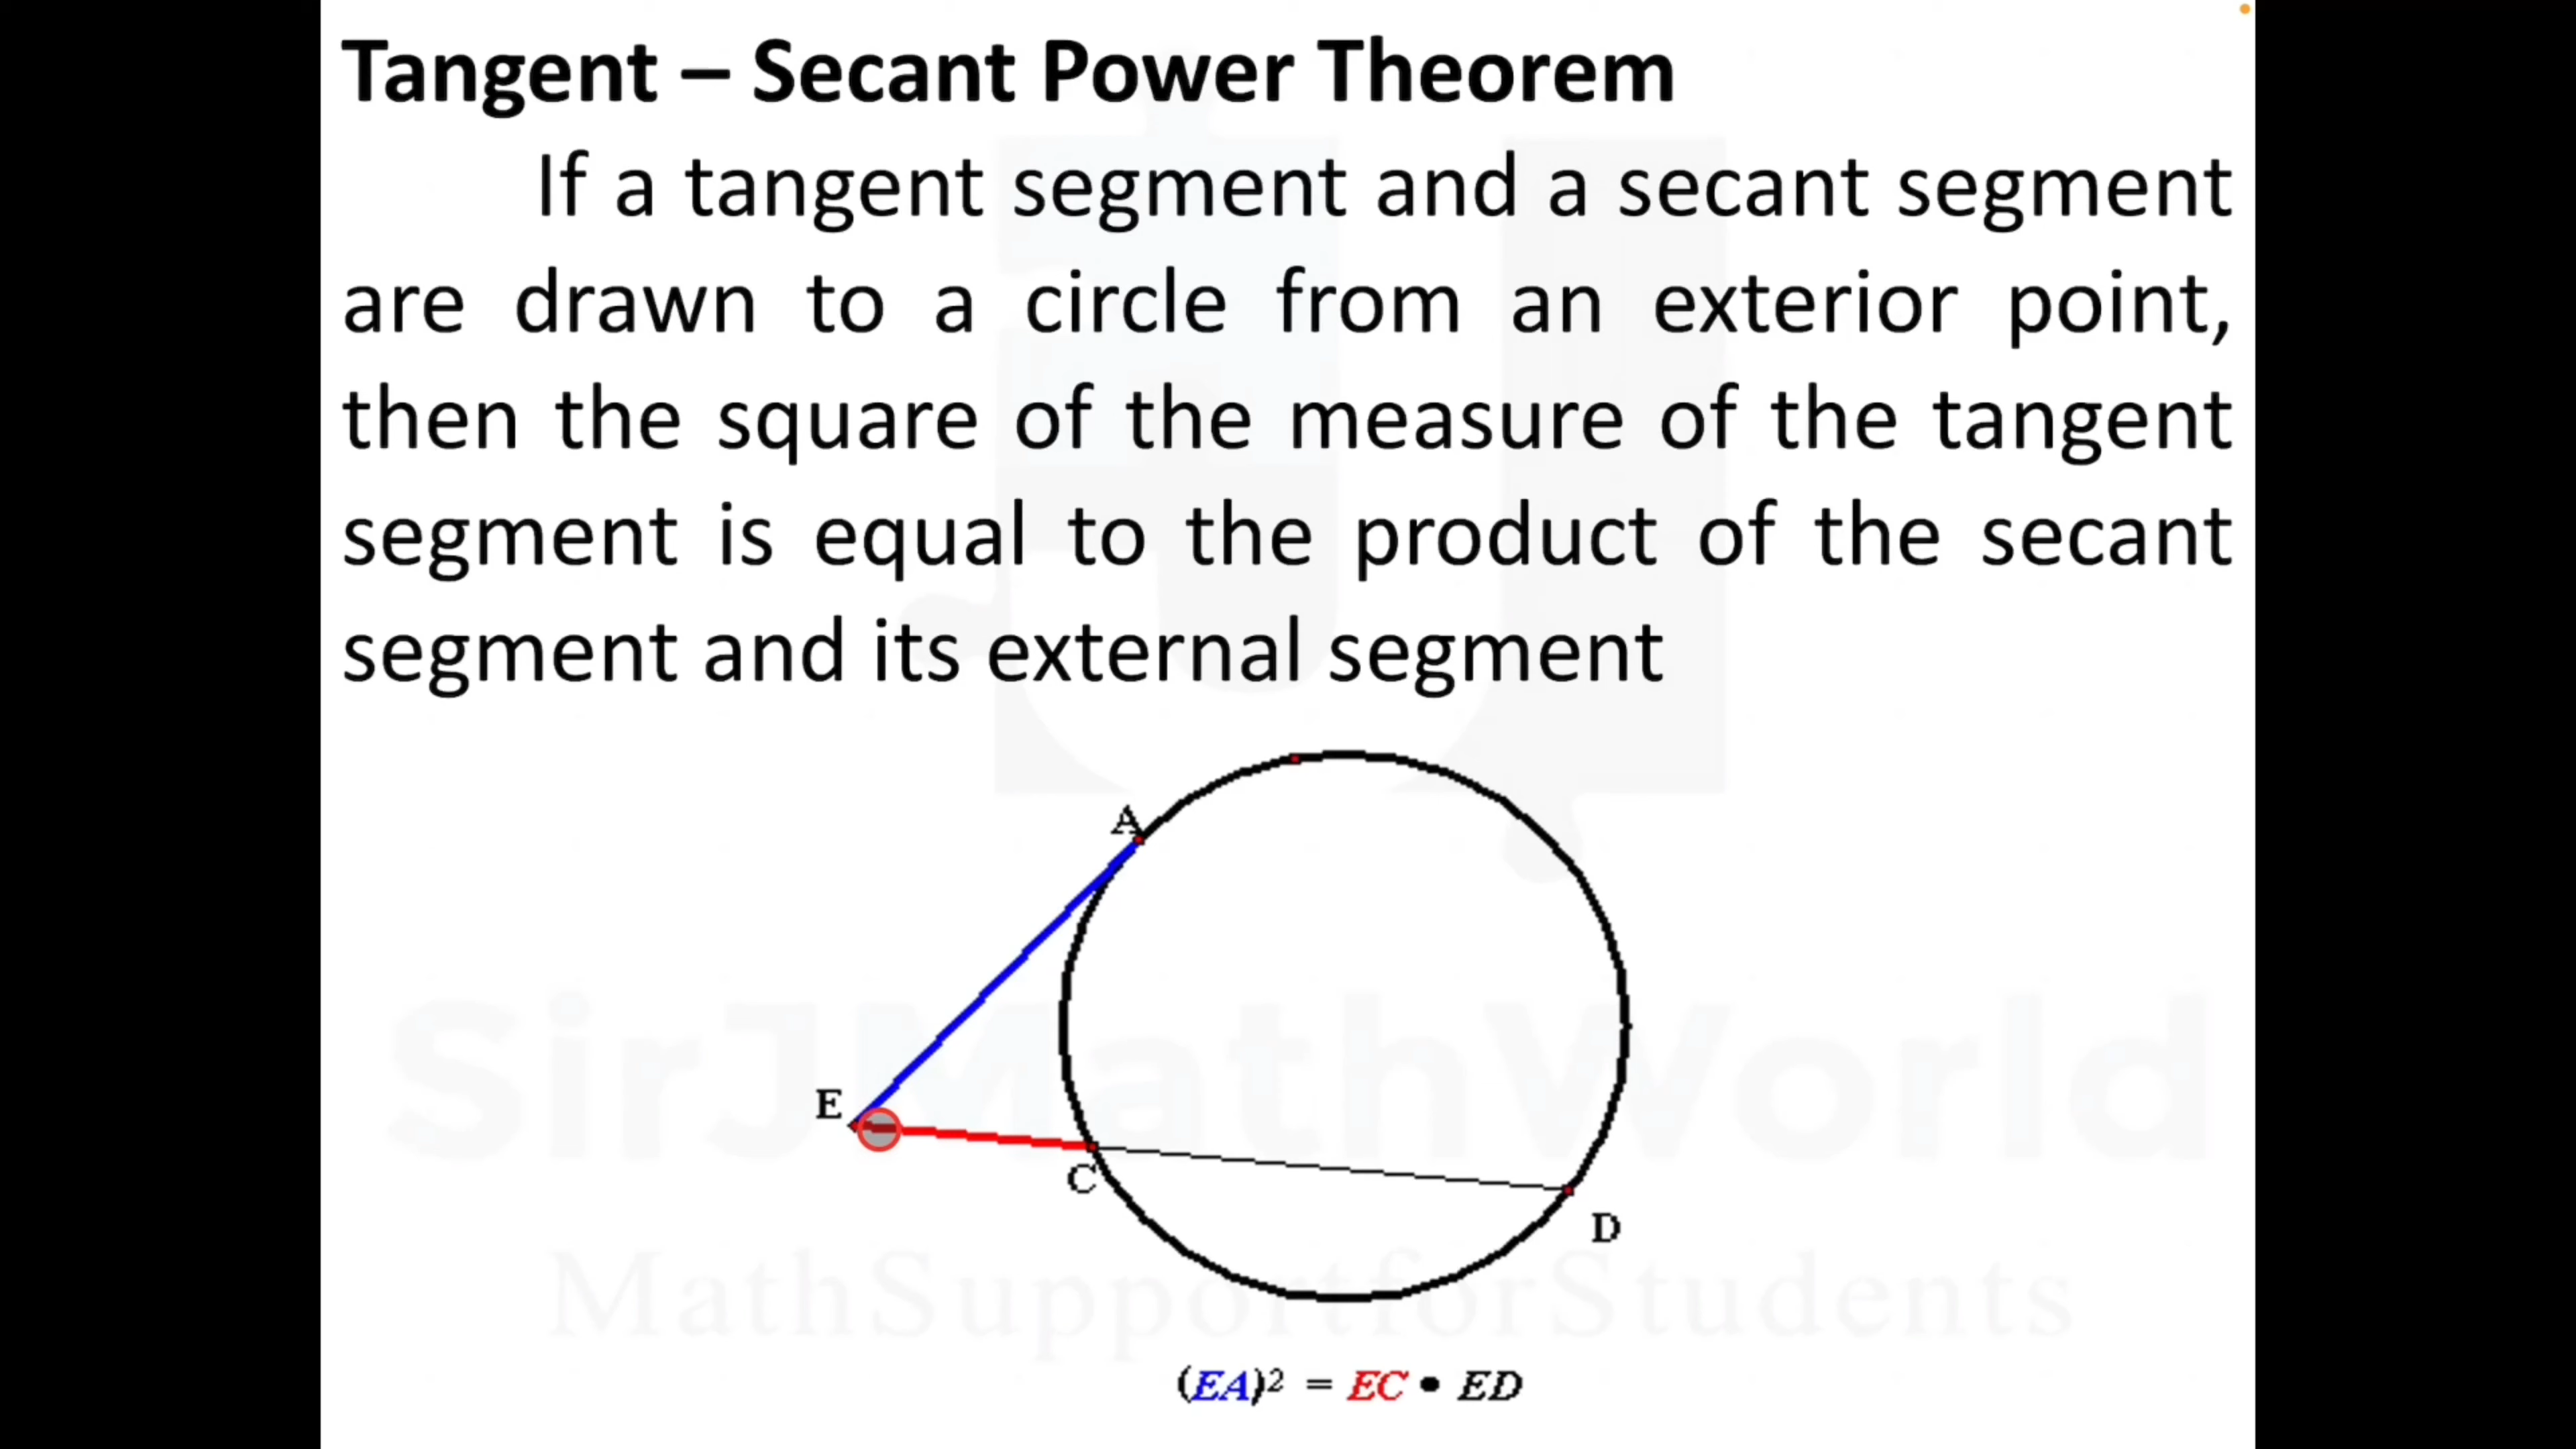 Tangent – Secant Power Theorem
If a tangent segment and a secant segment
are drawn to a circle from an exterior point,
then the square of the measure of the tangent
segment is equal to the product of the secant
segment and its external segment
A
E
C
D
SirJMathWorld
MathSupportforStudents
(EA)² = EC • ED